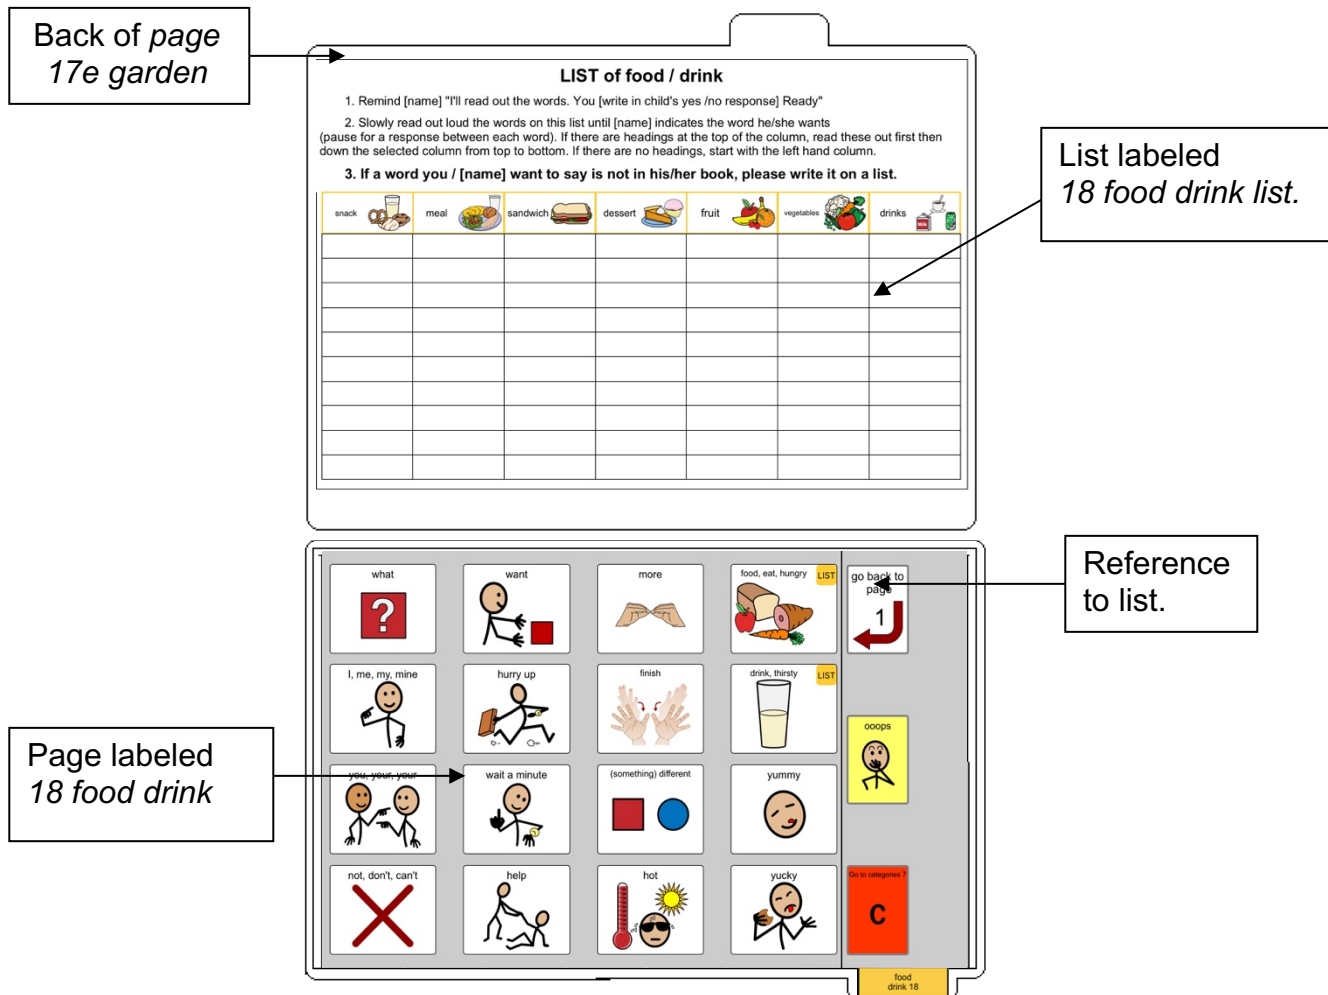 Back of page
17e garden
LIST of food / drink
1. Remind [name] "I'll read out the words. You [write in child's yes /no response] Ready"
2. Slowly read out loud the words on this list until [name] indicates the word he/she wants
(pause for a response between each word). If there are headings at the top of the column, read these out first then
down the selected column from top to bottom. If there are no headings, start with the left hand column.
3. If a word you / [name] want to say is not in his/her book, please write it on a list.
snack meal sandwich dessert fruit vegetables drinks
List labeled
18 food drink list.
what want more food, eat, hungry LIST go back to
page
1
Reference
to list.
I, me, my, mine hurry up finish drink, thirsty LIST
ooops
Page labeled
18 food drink
you, your, your wait a minute (something) different yummy
not, don't, can't help hot yucky Go to categories 7
C
food
drink 18